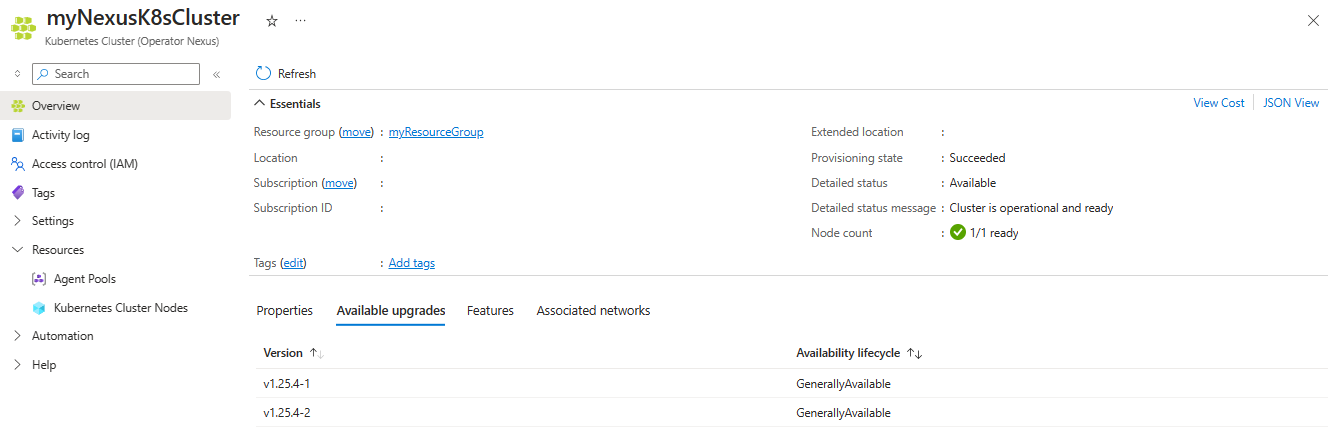 myNexusK8sCluster
Kubernetes Cluster (Operator Nexus)
Search
Overview
Activity log
Access control (IAM)
Tags
Settings
Resources
Agent Pools
Kubernetes Cluster Nodes
Automation
Help
Refresh
Essentials
View Cost
JSON View
Resource group (move) : myResourceGroup
Location :
Subscription (move) :
Subscription ID :
Tags (edit) : Add tags
Extended location :
Provisioning state : Succeeded
Detailed status : Available
Detailed status message : Cluster is operational and ready
Node count : 1/1 ready
Properties Available upgrades Features Associated networks
Version Availability lifecycle
v1.25.4-1 GenerallyAvailable
v1.25.4-2 GenerallyAvailable